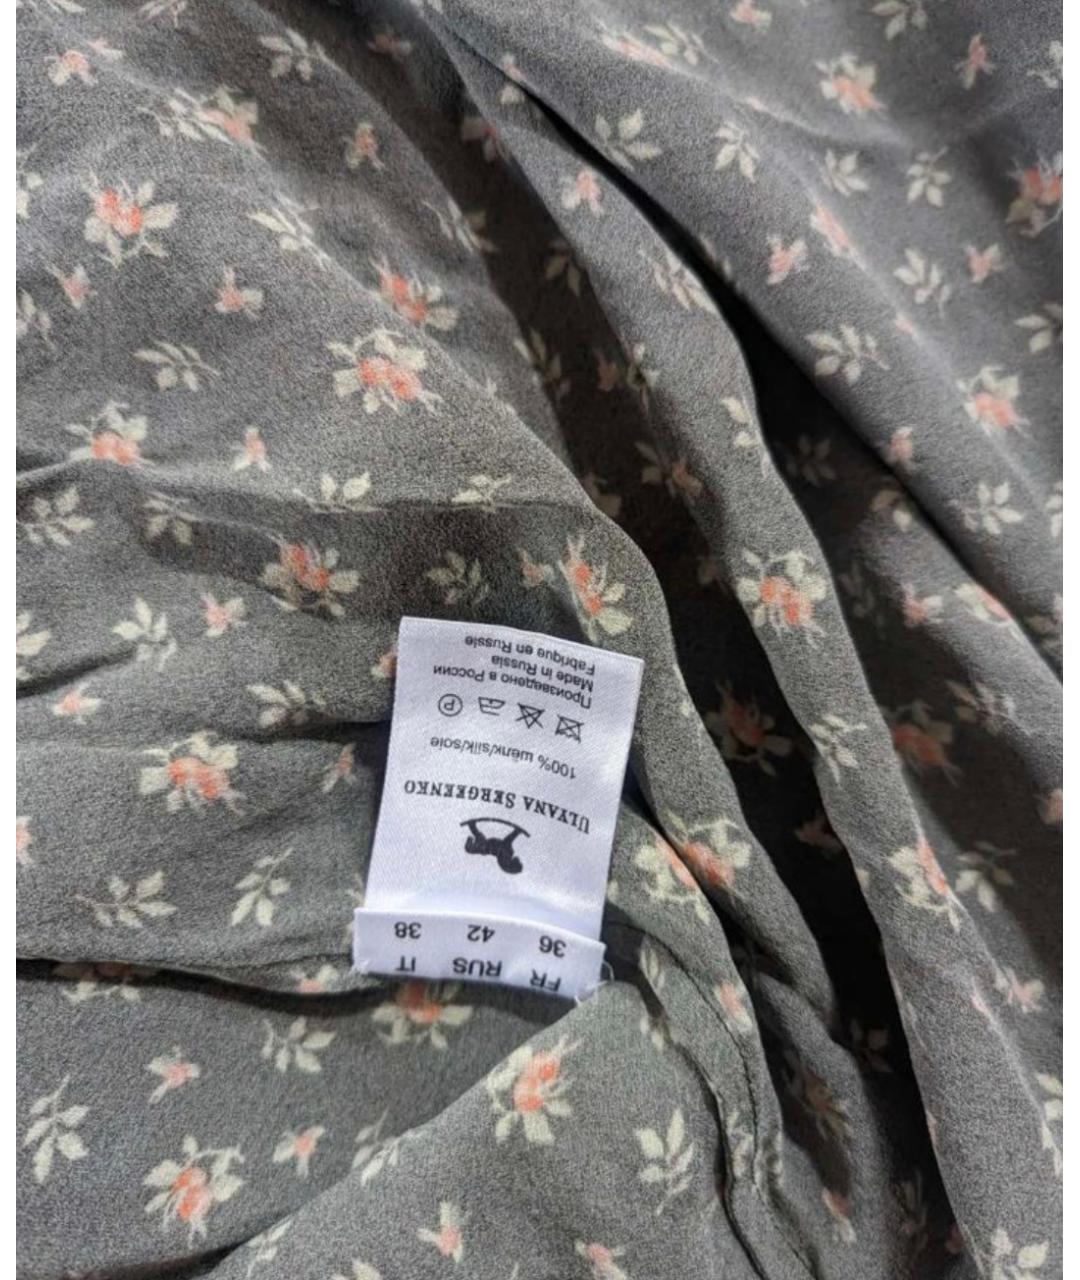 FR RUS IT
36 42 38
ULYANA SERGEENKO
100% шёлк/silk/soie
P
Произведено в России
Made in Russia
Fabrique en Russie